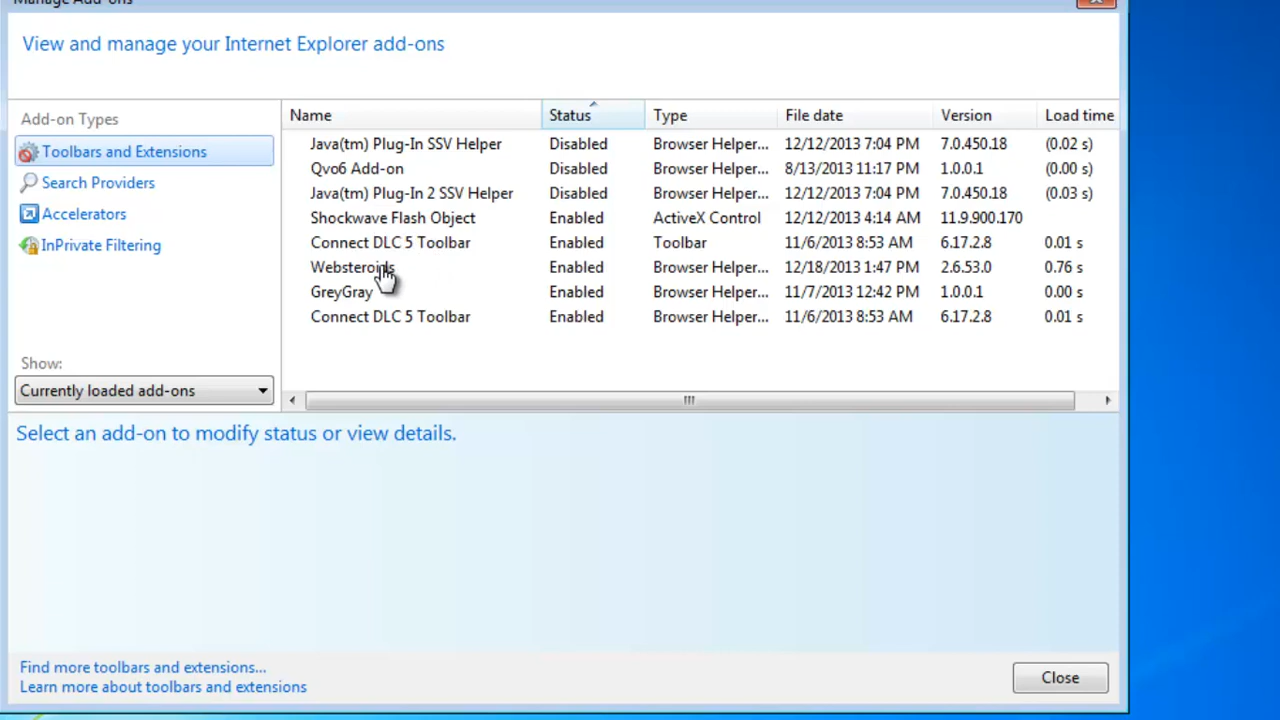 Manage Add-ons
View and manage your Internet Explorer add-ons
Add-on Types
Toolbars and Extensions
Search Providers
Accelerators
InPrivate Filtering
Show:
Currently loaded add-ons
Name Status Type File date Version Load time
Java(tm) Plug-In SSV Helper Disabled Browser Helper... 12/12/2013 7:04 PM 7.0.450.18 (0.02 s)
Qvo6 Add-on Disabled Browser Helper... 8/13/2013 11:17 PM 1.0.0.1 (0.00 s)
Java(tm) Plug-In 2 SSV Helper Disabled Browser Helper... 12/12/2013 7:04 PM 7.0.450.18 (0.03 s)
Shockwave Flash Object Enabled ActiveX Control 12/12/2013 4:14 AM 11.9.900.170
Connect DLC 5 Toolbar Enabled Toolbar 11/6/2013 8:53 AM 6.17.2.8 0.01 s
Websteroids Enabled Browser Helper... 12/18/2013 1:47 PM 2.6.53.0 0.76 s
GreyGray Enabled Browser Helper... 11/7/2013 12:42 PM 1.0.0.1 0.00 s
Connect DLC 5 Toolbar Enabled Browser Helper... 11/6/2013 8:53 AM 6.17.2.8 0.01 s
Select an add-on to modify status or view details.
Find more toolbars and extensions...
Learn more about toolbars and extensions
Close